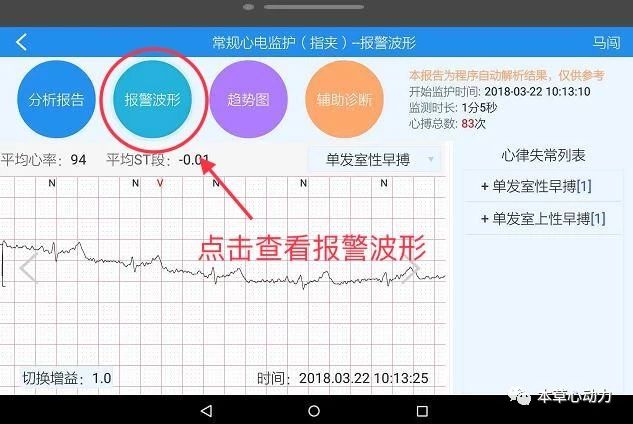 常规心电监护（指夹）--报警波形
马闯
分析报告
报警波形
趋势图
辅助诊断
本报告为程序自动解析结果，仅供参考
开始监护时间: 2018-03-22 10:13:10
监测时长: 1分5秒
心搏总数: 83次
平均心率：94
平均ST段：-0.01
单发室性早搏
心律失常列表
N
V
N
N
N
+ 单发室性早搏[1]
+ 单发室上性早搏[1]
点击查看报警波形
切换增益：1.0
时间：2018.03.22 10:13:25
本草心动力